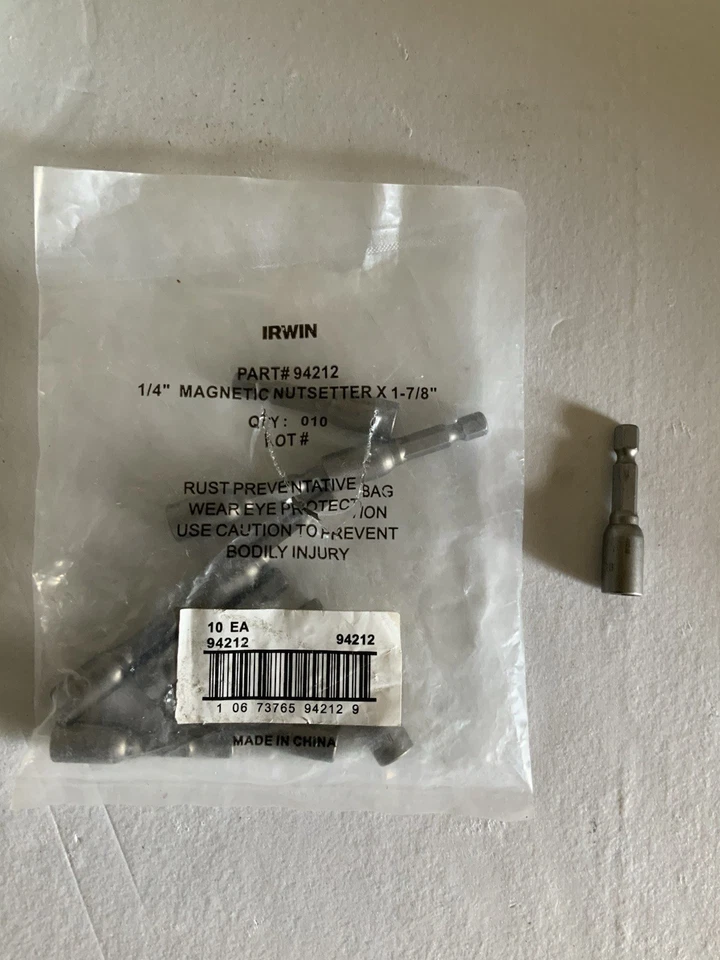 IRWIN
PART# 94212
1/4" MAGNETIC NUTSETTER X 1-7/8"
QTY: 010
LOT #
RUST PREVENTATIVE BAG
WEAR EYE PROTECTION
USE CAUTION TO PREVENT
BODILY INJURY
10 EA
94212 94212
1 06 73765 94212 9
MADE IN CHINA